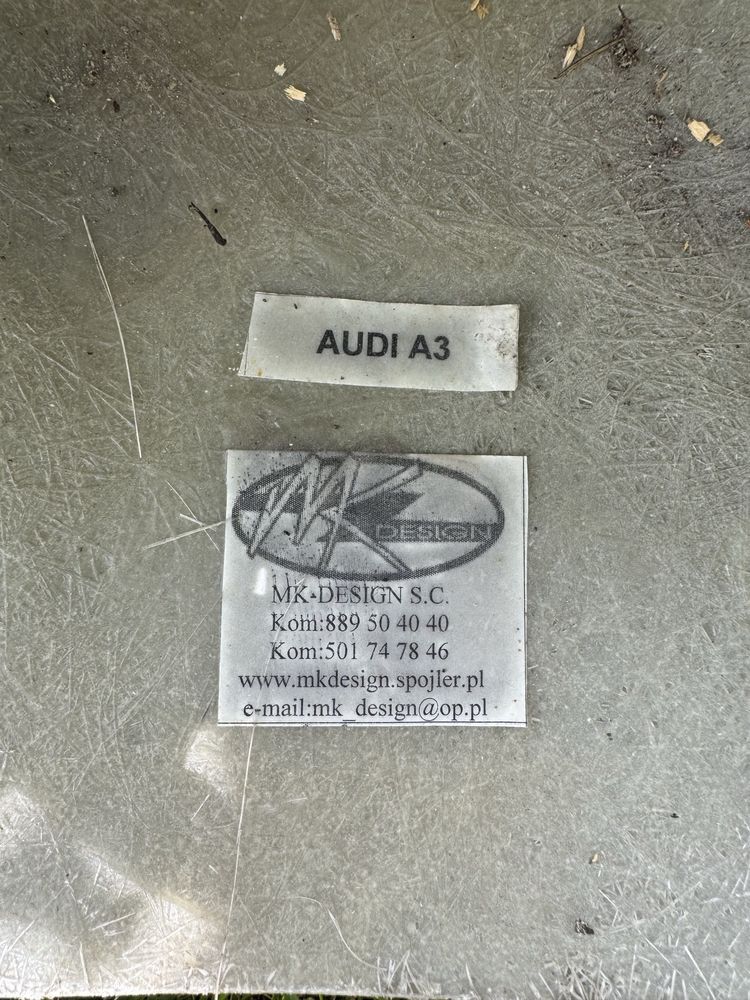 AUDI A3
MK
DESIGN
MK-DESIGN S.C.
Kom:889 50 40 40
Kom:501 74 78 46
www.mkdesign.spojler.pl
e-mail:mk_design@op.pl